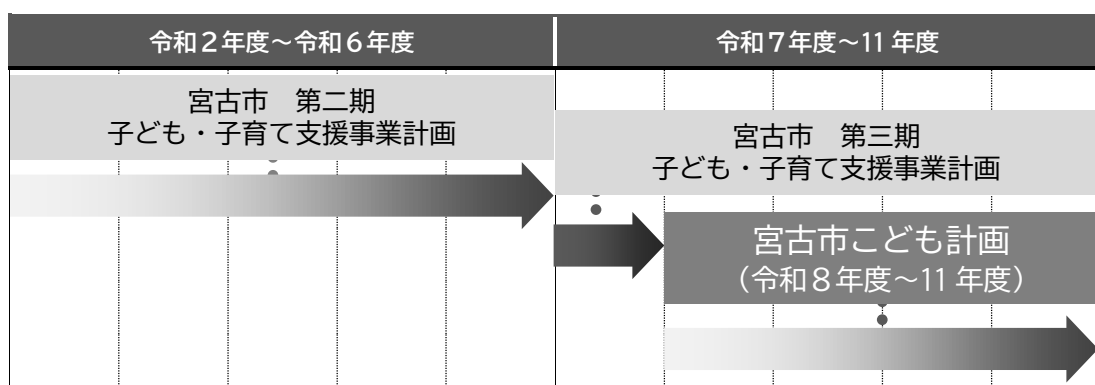 令和２年度～令和６年度
令和７年度～11 年度
宮古市　第二期
子ども・子育て支援事業計画
宮古市　第三期
子ども・子育て支援事業計画
宮古市こども計画
（令和８年度～11 年度）